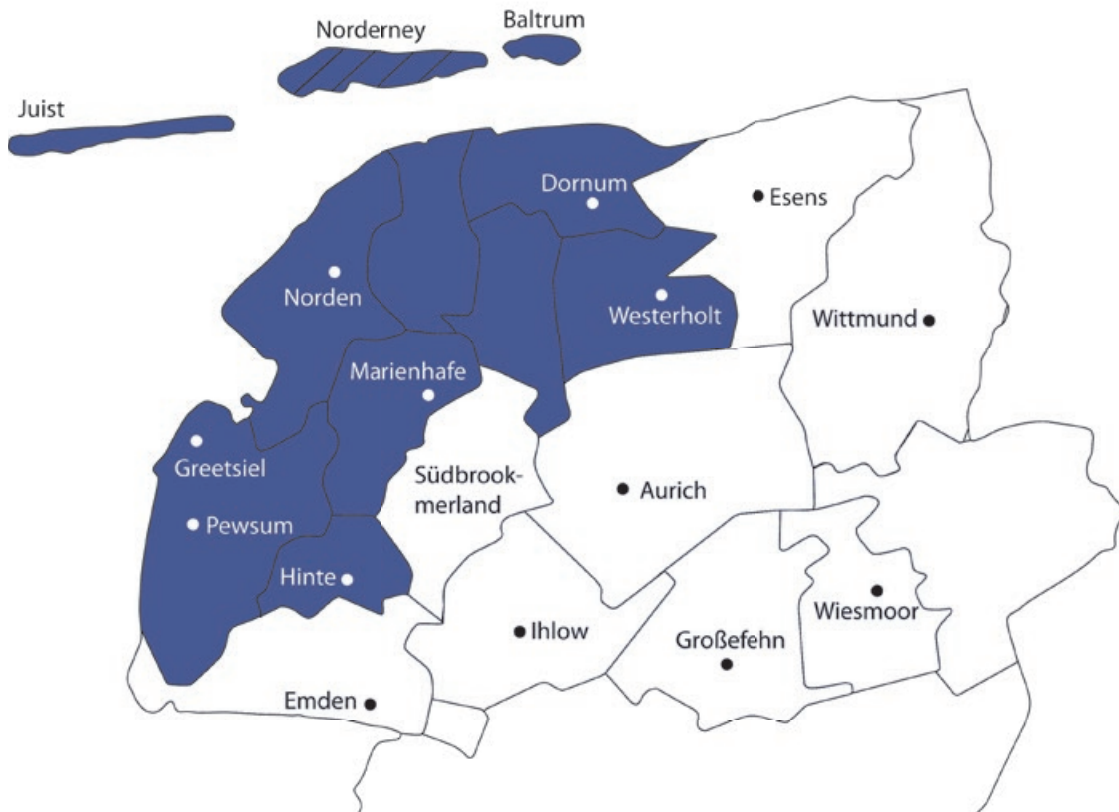 Baltrum
Norderney
Juist
Dornum
Esens
Norden
Westerholt
Wittmund
Marienhafe
Greetsiel
Südbrook-
merland
Aurich
Pewsum
Hinte
Wiesmoor
Ihlow
Großefehn
Emden